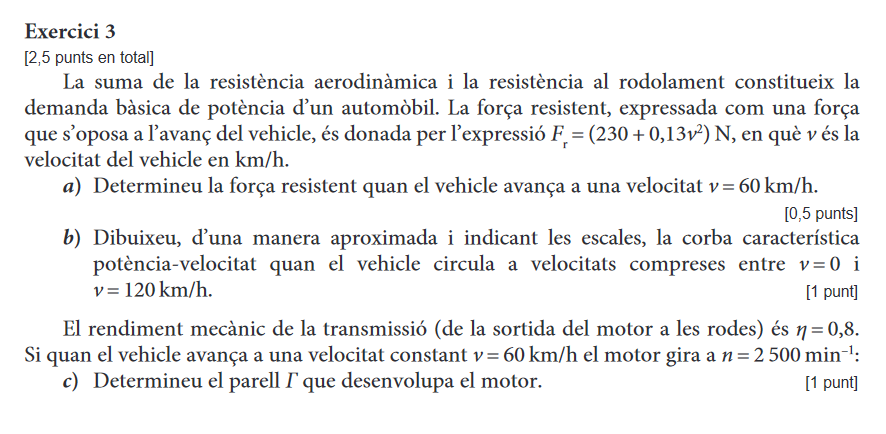 Exercici 3
[2,5 punts en total]
La suma de la resistència aerodinàmica i la resistència al rodolament constitueix la
demanda bàsica de potència d’un automòbil. La força resistent, expressada com una força
que s’oposa a l’avanç del vehicle, és donada per l’expressió Fr = (230 + 0,13v²) N, en què v és la
velocitat del vehicle en km/h.
a) Determineu la força resistent quan el vehicle avança a una velocitat v = 60 km/h.
[0,5 punts]
b) Dibuixeu, d’una manera aproximada i indicant les escales, la corba característica
potència-velocitat quan el vehicle circula a velocitats compreses entre v = 0 i
v = 120 km/h. [1 punt]
El rendiment mecànic de la transmissió (de la sortida del motor a les rodes) és η = 0,8.
Si quan el vehicle avança a una velocitat constant v = 60 km/h el motor gira a n = 2 500 min⁻¹:
c) Determineu el parell Γ que desenvolupa el motor. [1 punt]